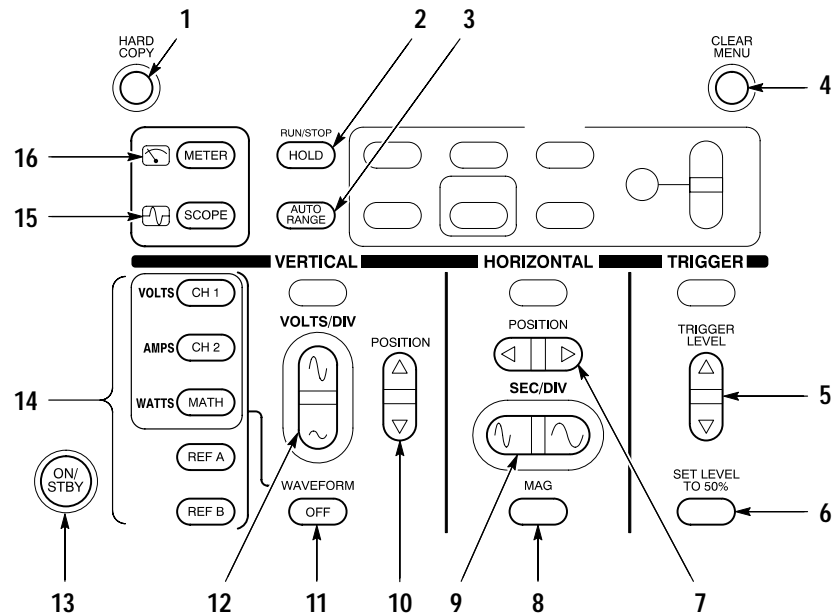 1
2
3
HARD
COPY
CLEAR
MENU
4
RUN/STOP
HOLD
16
METER
15
SCOPE
AUTO
RANGE
VERTICAL
HORIZONTAL
TRIGGER
VOLTS
CH 1
VOLTS/DIV
POSITION
POSITION
TRIGGER
LEVEL
AMPS
CH 2
SEC/DIV
14
WATTS
MATH
5
REF A
ON/
STBY
WAVEFORM
OFF
MAG
SET LEVEL
TO 50%
REF B
6
13
12
11
10
9
8
7